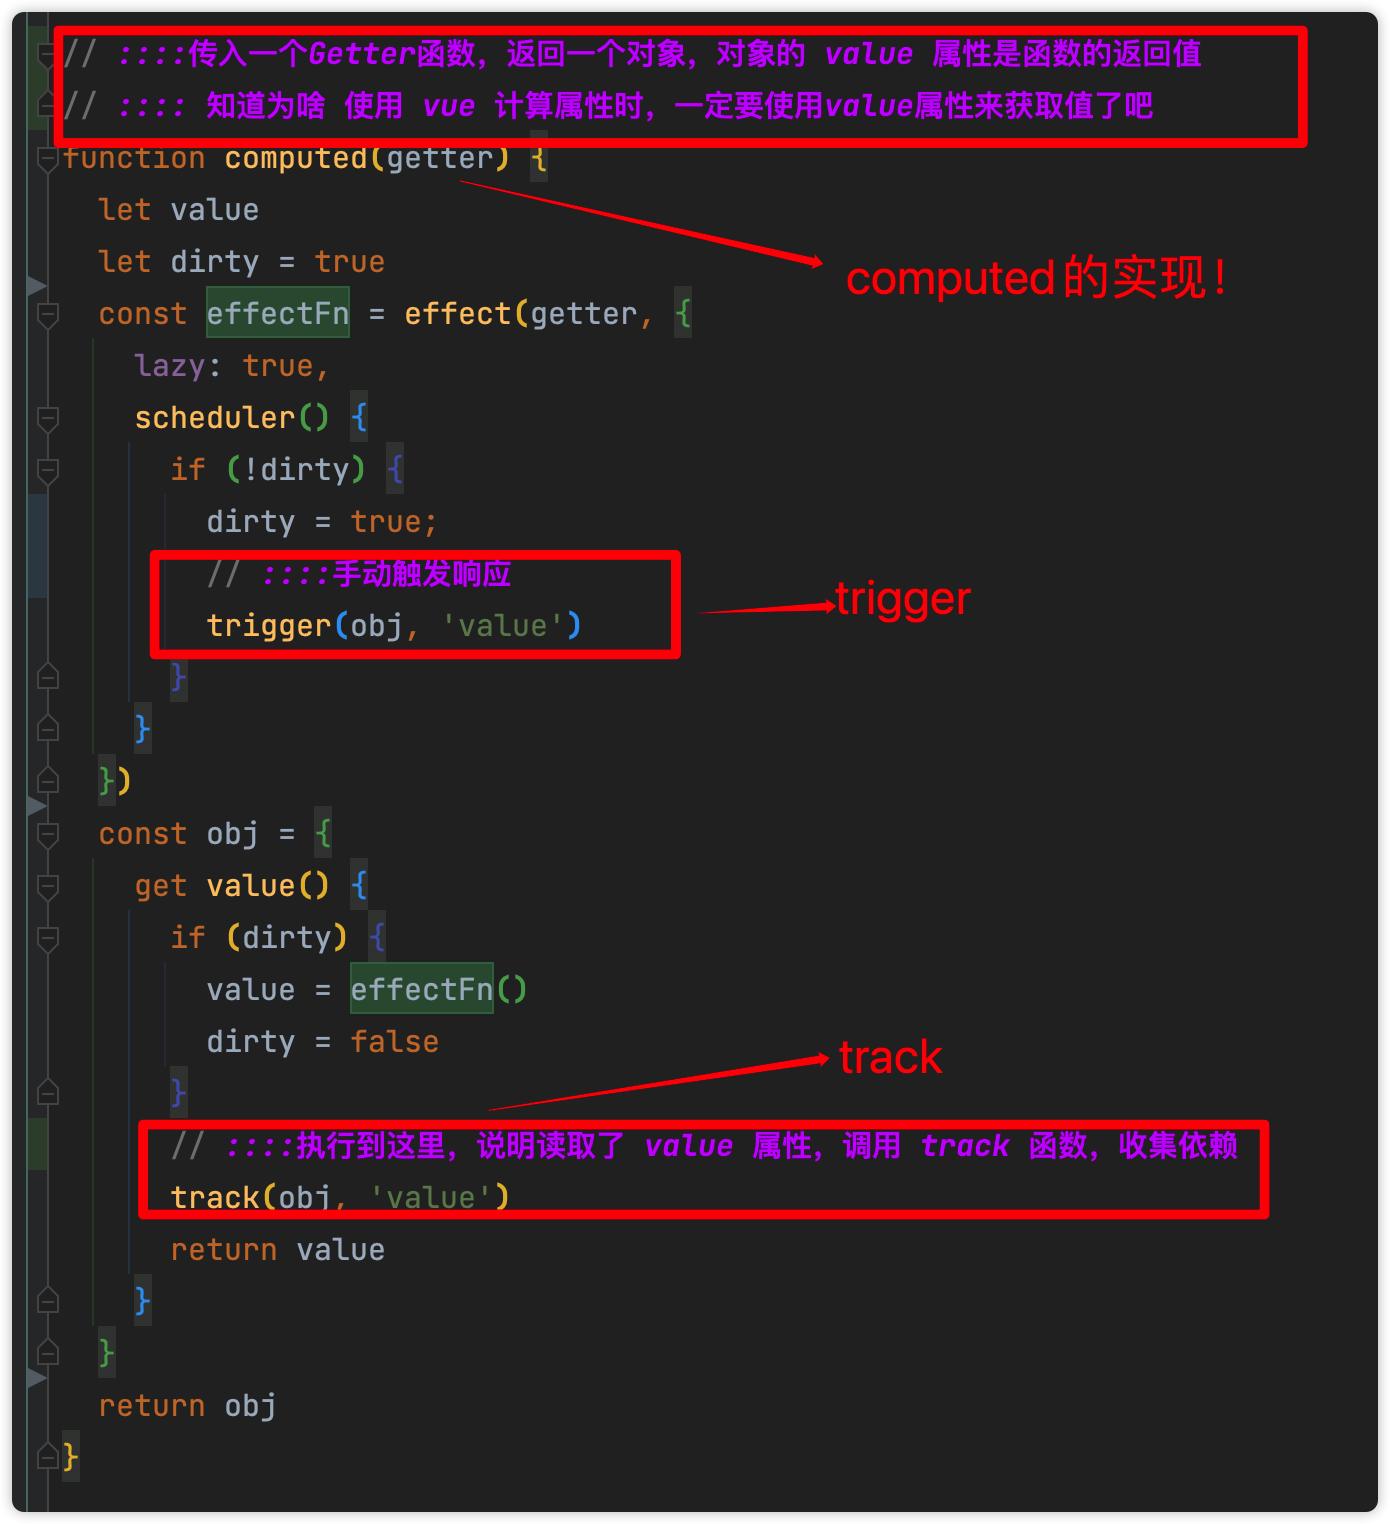 // ::::传入一个Getter函数，返回一个对象，对象的 value 属性是函数的返回值
// :::: 知道为啥 使用 vue 计算属性时，一定要使用value属性来获取值了吧
function computed(getter) {
let value
let dirty = true
computed的实现！
const effectFn = effect(getter, {
lazy: true,
scheduler() {
if (!dirty) {
dirty = true;
// ::::手动触发响应
trigger
trigger(obj, 'value')
}
}
})
const obj = {
get value() {
if (dirty) {
value = effectFn()
dirty = false
track
}
// ::::执行到这里，说明读取了 value 属性，调用 track 函数，收集依赖
track(obj, 'value')
return value
}
}
return obj
}